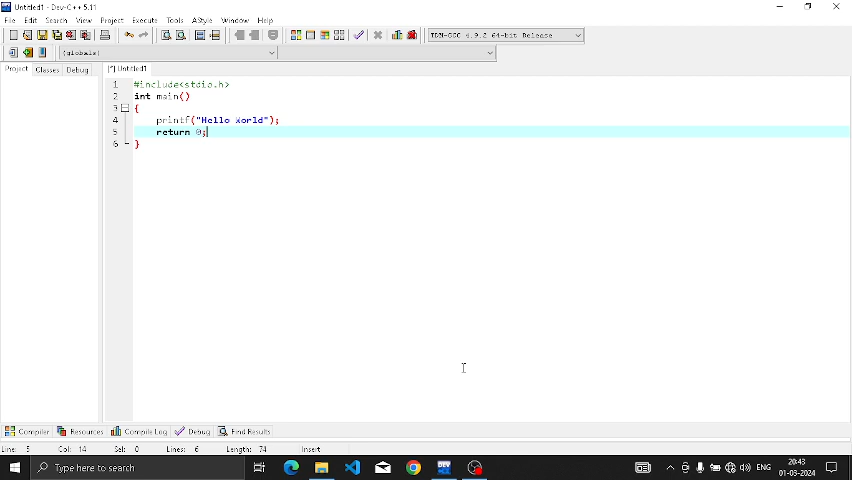 Untitled1 - Dev-C++ 5.11
File Edit Search View Project Execute Tools AStyle Window Help
TDM-GCC 4.9.2 64-bit Release
(globals)
Project Classes Debug [*] Untitled1
1 #include<stdio.h>
2 int main()
3 {
4 printf("Hello World");
5 return 0;
6 }
Compiler Resources Compile Log Debug Find Results
Line: 5 Col: 14 Sel: 0 Lines: 6 Length: 74 Insert
Type here to search
DEV
ENG
20:43
01-03-2024